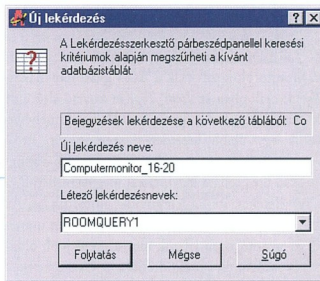 Új lekérdezés
A Lekérdezésszerkesztő párbeszédpanellel keresési
kritériumok alapján megszűrheti a kívánt
adatbázistáblát.
Bejegyzések lekérdezése a következő táblából: Co
Új lekérdezés neve:
Computermonitor_16-20
Létező lekérdezésnevek:
ROOMQUERY1
Folytatás
Mégse
Súgó